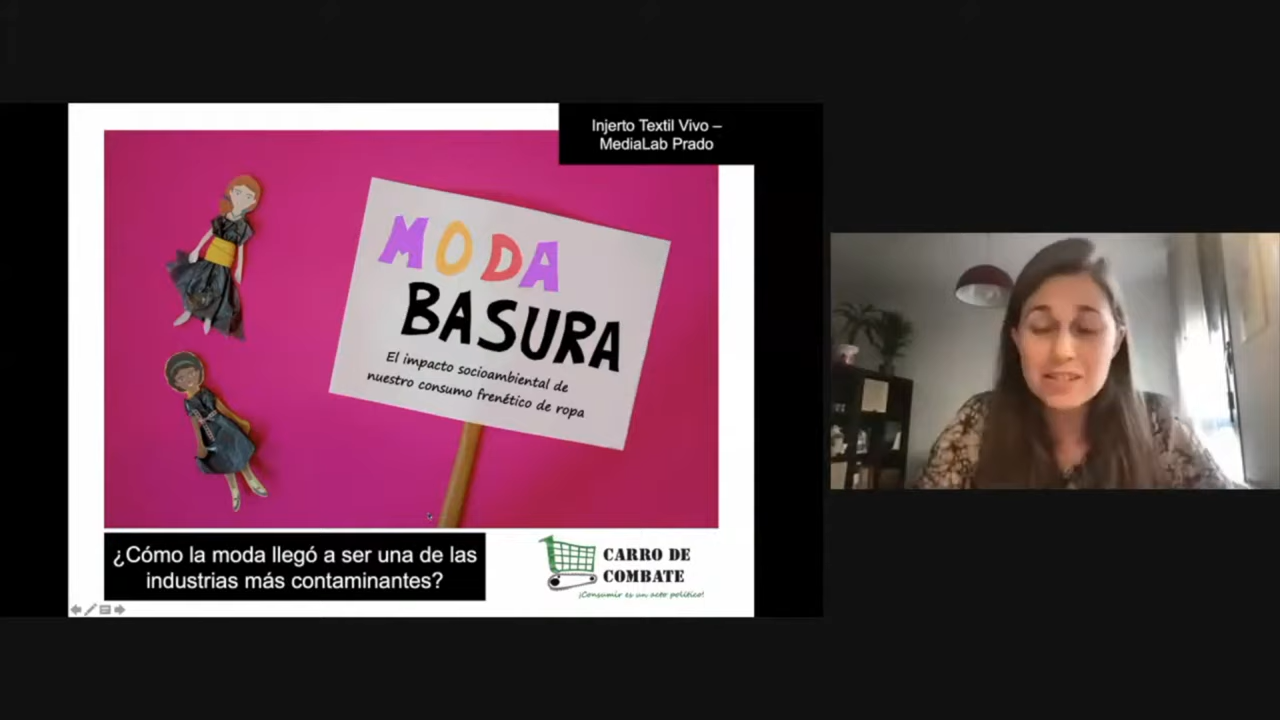 Injerto Textil Vivo –
MediaLab Prado
MODA
BASURA
El impacto socioambiental de
nuestro consumo frenético de ropa
¿Cómo la moda llegó a ser una de las
industrias más contaminantes?
CARRO DE
COMBATE
¡Consumir es un acto político!